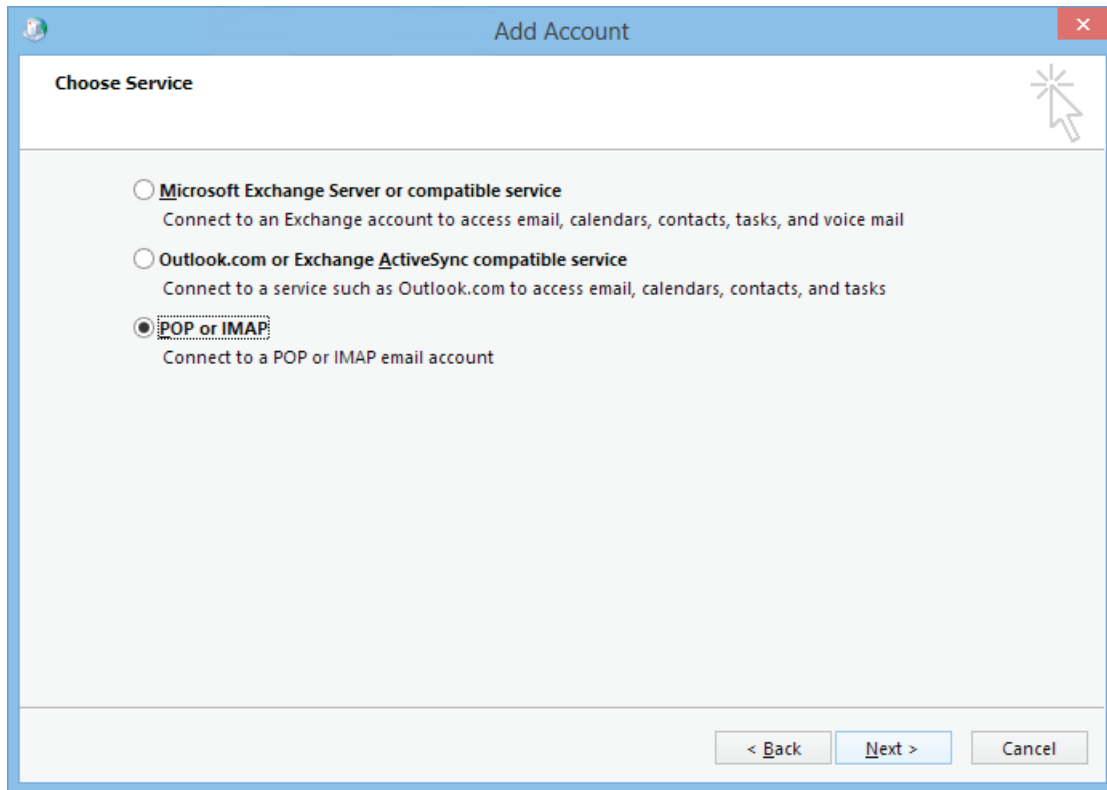 Add Account
Choose Service
Microsoft Exchange Server or compatible service
Connect to an Exchange account to access email, calendars, contacts, tasks, and voice mail
Outlook.com or Exchange ActiveSync compatible service
Connect to a service such as Outlook.com to access email, calendars, contacts, and tasks
POP or IMAP
Connect to a POP or IMAP email account
< Back Next > Cancel